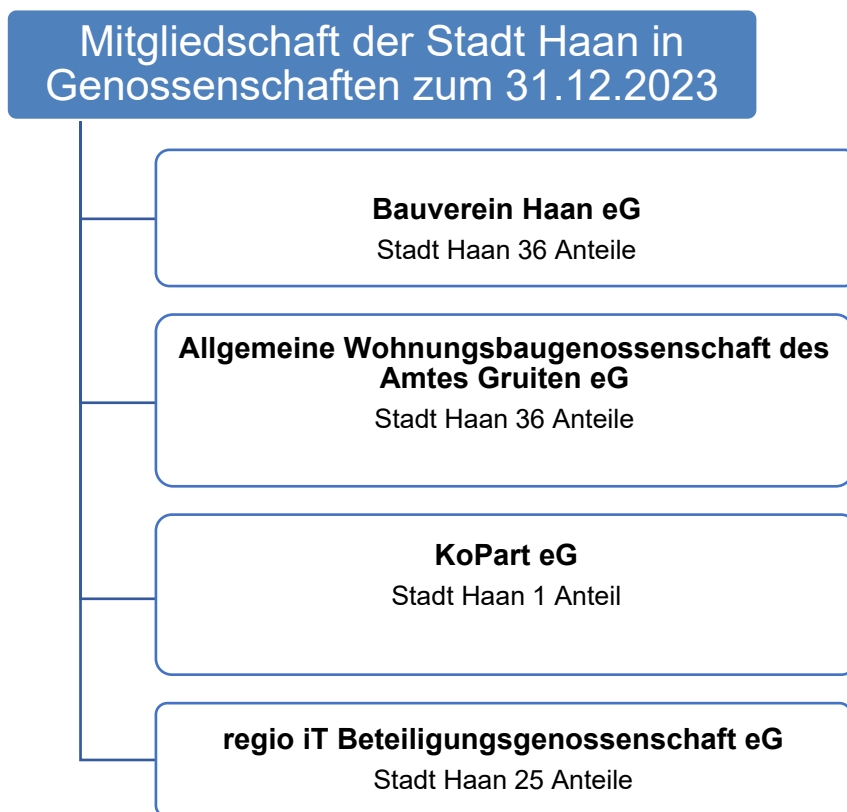 Mitgliedschaft der Stadt Haan in
Genossenschaften zum 31.12.2023
Bauverein Haan eG
Stadt Haan 36 Anteile
Allgemeine Wohnungsbaugenossenschaft des
Amtes Gruiten eG
Stadt Haan 36 Anteile
KoPart eG
Stadt Haan 1 Anteil
regio iT Beteiligungsgenossenschaft eG
Stadt Haan 25 Anteile